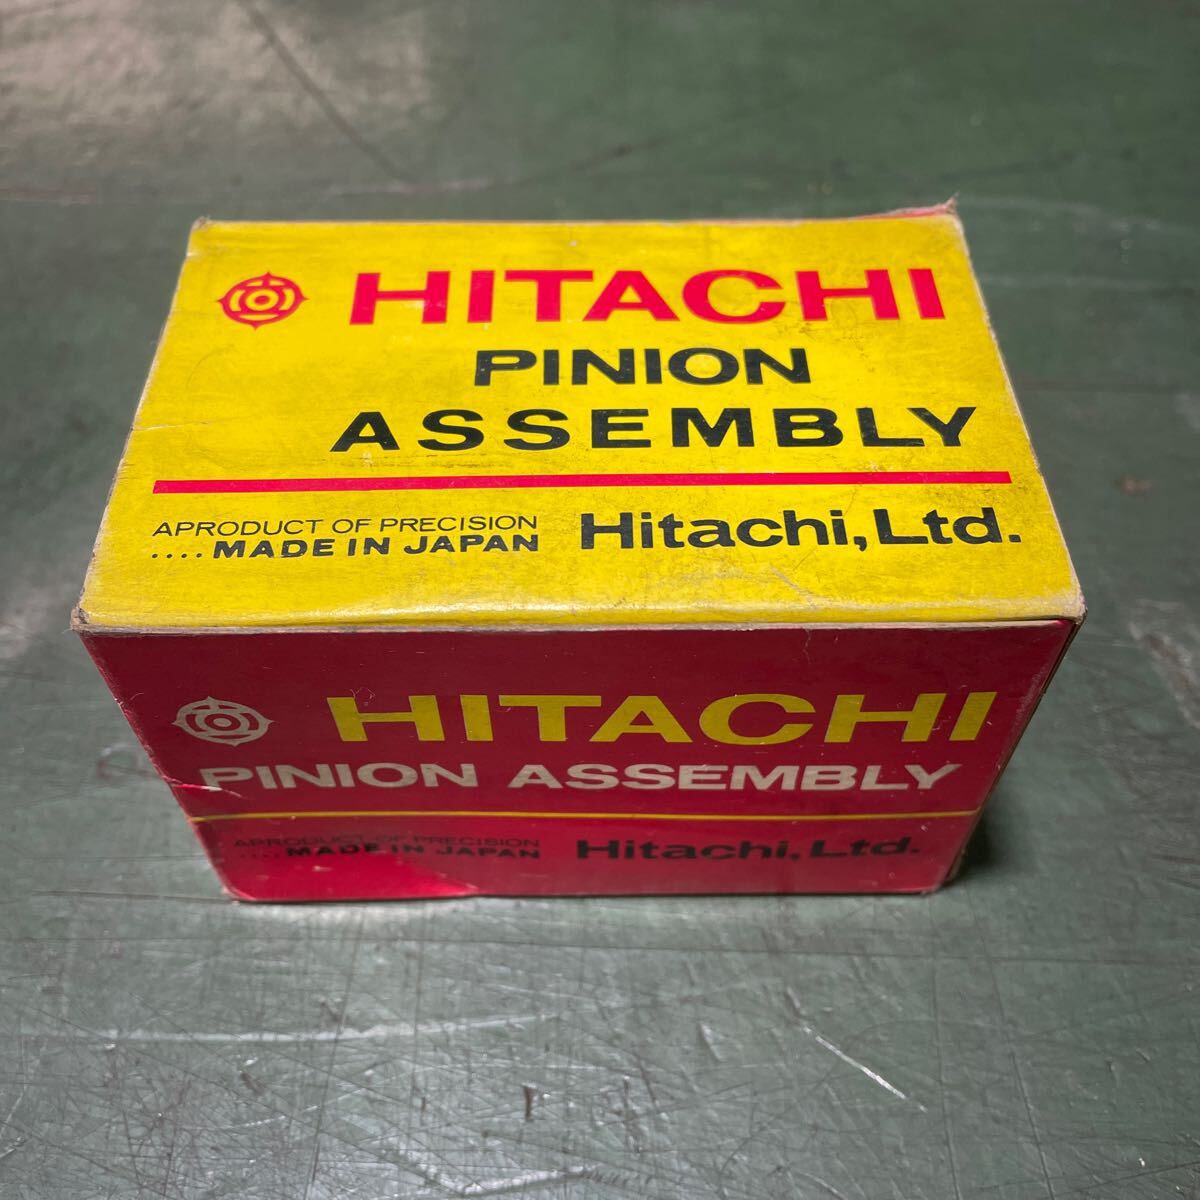 HITACHI
PINION
ASSEMBLY
APRODUCT OF PRECISION
....MADE IN JAPAN
Hitachi,Ltd.
HITACHI
PINION ASSEMBLY
APRODUCT OF PRECISION
....MADE IN JAPAN
Hitachi,Ltd.